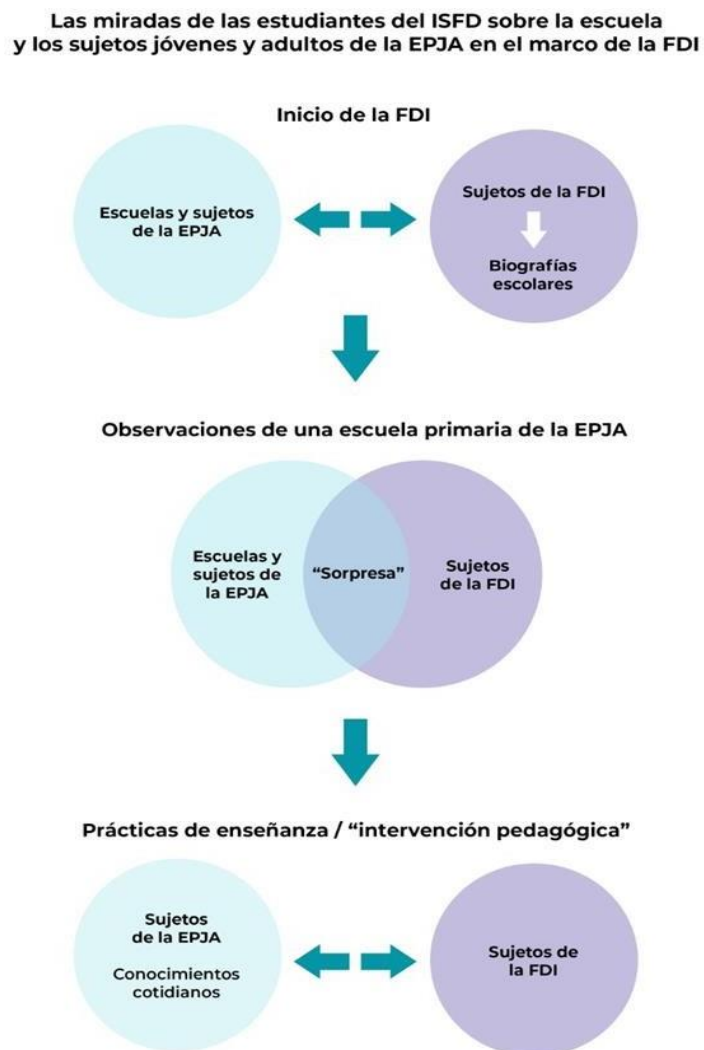 Las miradas de las estudiantes del ISFD sobre la escuela
y los sujetos jóvenes y adultos de la EPJA en el marco de la FDI
Inicio de la FDI
Escuelas y sujetos
de la EPJA
Sujetos de la FDI
Biografías
escolares
Observaciones de una escuela primaria de la EPJA
Escuelas y
sujetos de
la EPJA
“Sorpresa”
Sujetos
de la FDI
Prácticas de enseñanza / “intervención pedagógica”
Sujetos
de la EPJA
Conocimientos
cotidianos
Sujetos de
la FDI